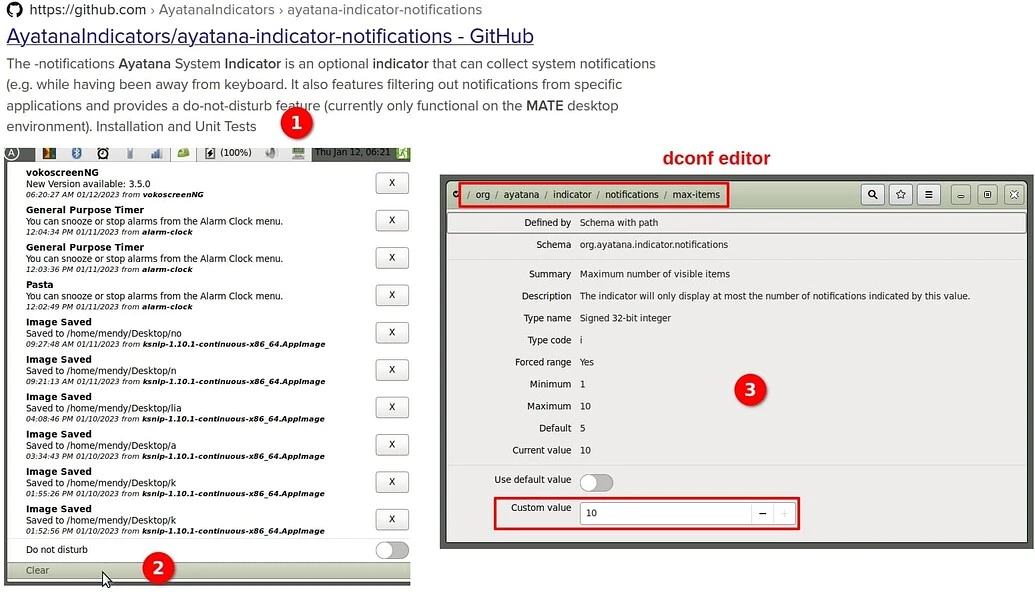 https://github.com › AyatanaIndicators › ayatana-indicator-notifications
AyatanaIndicators/ayatana-indicator-notifications - GitHub
The -notifications Ayatana System Indicator is an optional indicator that can collect system notifications
(e.g. while having been away from keyboard. It also features filtering out notifications from specific
applications and provides a do-not-disturb feature (currently only functional on the MATE desktop
environment). Installation and Unit Tests
1
A
(100%)
Thu Jan 12, 06:21
vokoscreenNG
New Version available: 3.5.0
06:20:27 AM 01/12/2023 from vokoscreenNG
X
General Purpose Timer
You can snooze or stop alarms from the Alarm Clock menu.
12:04:34 PM 01/11/2023 from alarm-clock
X
General Purpose Timer
You can snooze or stop alarms from the Alarm Clock menu.
12:03:36 PM 01/11/2023 from alarm-clock
X
Pasta
You can snooze or stop alarms from the Alarm Clock menu.
12:02:49 PM 01/11/2023 from alarm-clock
X
Image Saved
Saved to /home/mendy/Desktop/no
09:27:48 AM 01/11/2023 from ksnip-1.10.1-continuous-x86_64.AppImage
X
Image Saved
Saved to /home/mendy/Desktop/n
09:21:13 AM 01/11/2023 from ksnip-1.10.1-continuous-x86_64.AppImage
X
Image Saved
Saved to /home/mendy/Desktop/lia
04:08:46 PM 01/10/2023 from ksnip-1.10.1-continuous-x86_64.AppImage
X
Image Saved
Saved to /home/mendy/Desktop/a
03:34:43 PM 01/10/2023 from ksnip-1.10.1-continuous-x86_64.AppImage
X
Image Saved
Saved to /home/mendy/Desktop/k
01:55:26 PM 01/10/2023 from ksnip-1.10.1-continuous-x86_64.AppImage
X
Image Saved
Saved to /home/mendy/Desktop/k
01:52:56 PM 01/10/2023 from ksnip-1.10.1-continuous-x86_64.AppImage
X
Do not disturb
Clear
2
dconf editor
/ org / ayatana / indicator / notifications / max-items
Defined by Schema with path
Schema org.ayatana.indicator.notifications
Summary Maximum number of visible items
Description The indicator will only display at most the number of notifications indicated by this value.
Type name Signed 32-bit integer
Type code i
Forced range Yes
Minimum 1
Maximum 10
Default 5
Current value 10
3
Use default value
Custom value 10 − +